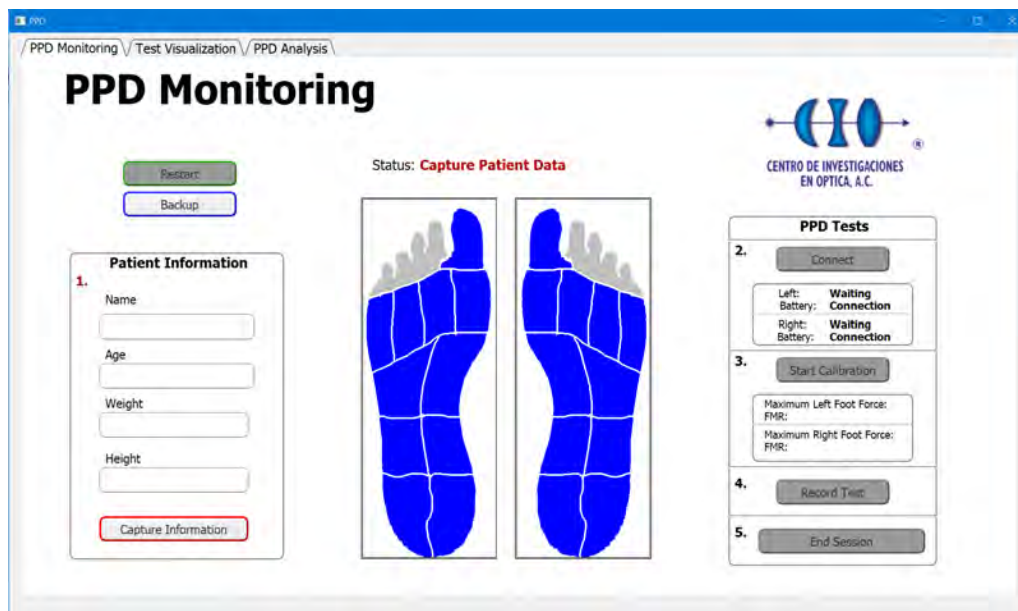 PPD
PPD Monitoring Test Visualization PPD Analysis
PPD Monitoring
Restart
Backup
Patient Information
1.
Name
Age
Weight
Height
Capture Information
Status: Capture Patient Data
CIO
®
CENTRO DE INVESTIGACIONES
EN OPTICA, A.C.
PPD Tests
2.
Connect
Left: Waiting
Battery: Connection
Right: Waiting
Battery: Connection
3.
Start Calibration
Maximum Left Foot Force:
FMR:
Maximum Right Foot Force:
FMR:
4.
Record Test
5.
End Session